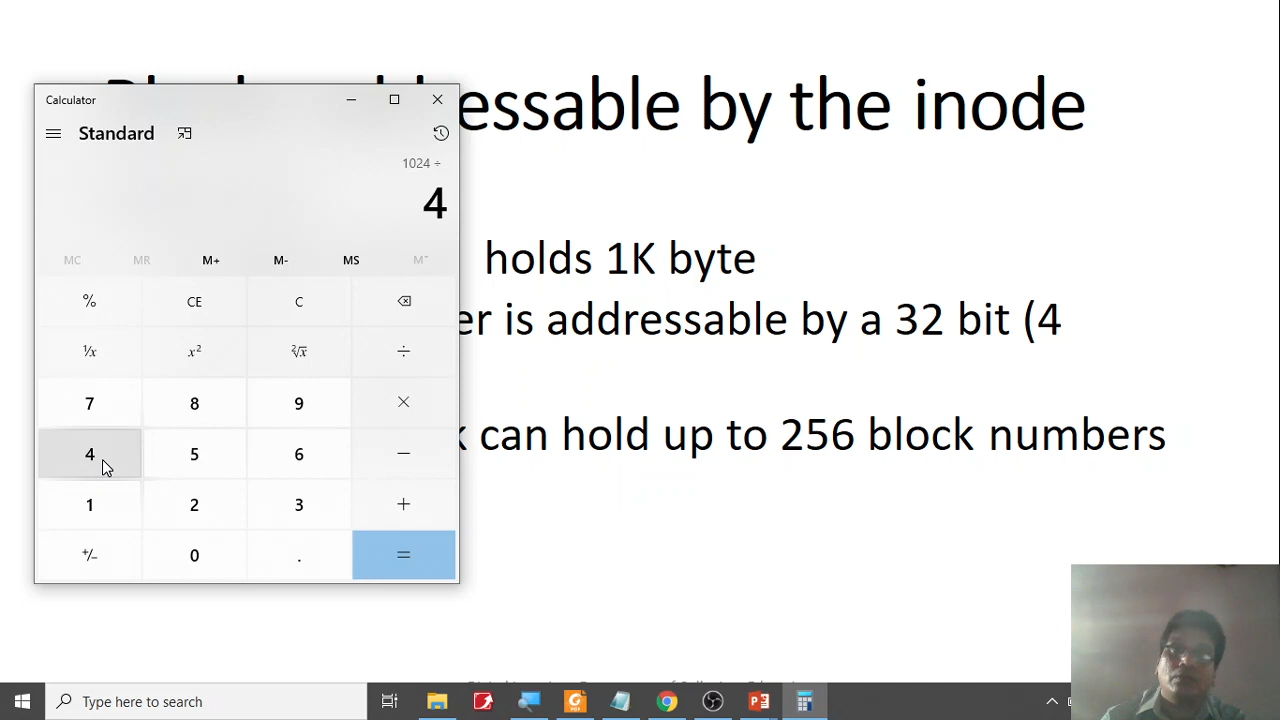 essable by the inode
Calculator
Standard
1024 ÷
4
MC MR M+ M- MS M˅
% CE C
¹/x x² ²√x ÷
7 8 9 ×
4 5 6 −
1 2 3 +
+/− 0 . =
holds 1K byte
er is addressable by a 32 bit (4
k can hold up to 256 block numbers
Type here to search